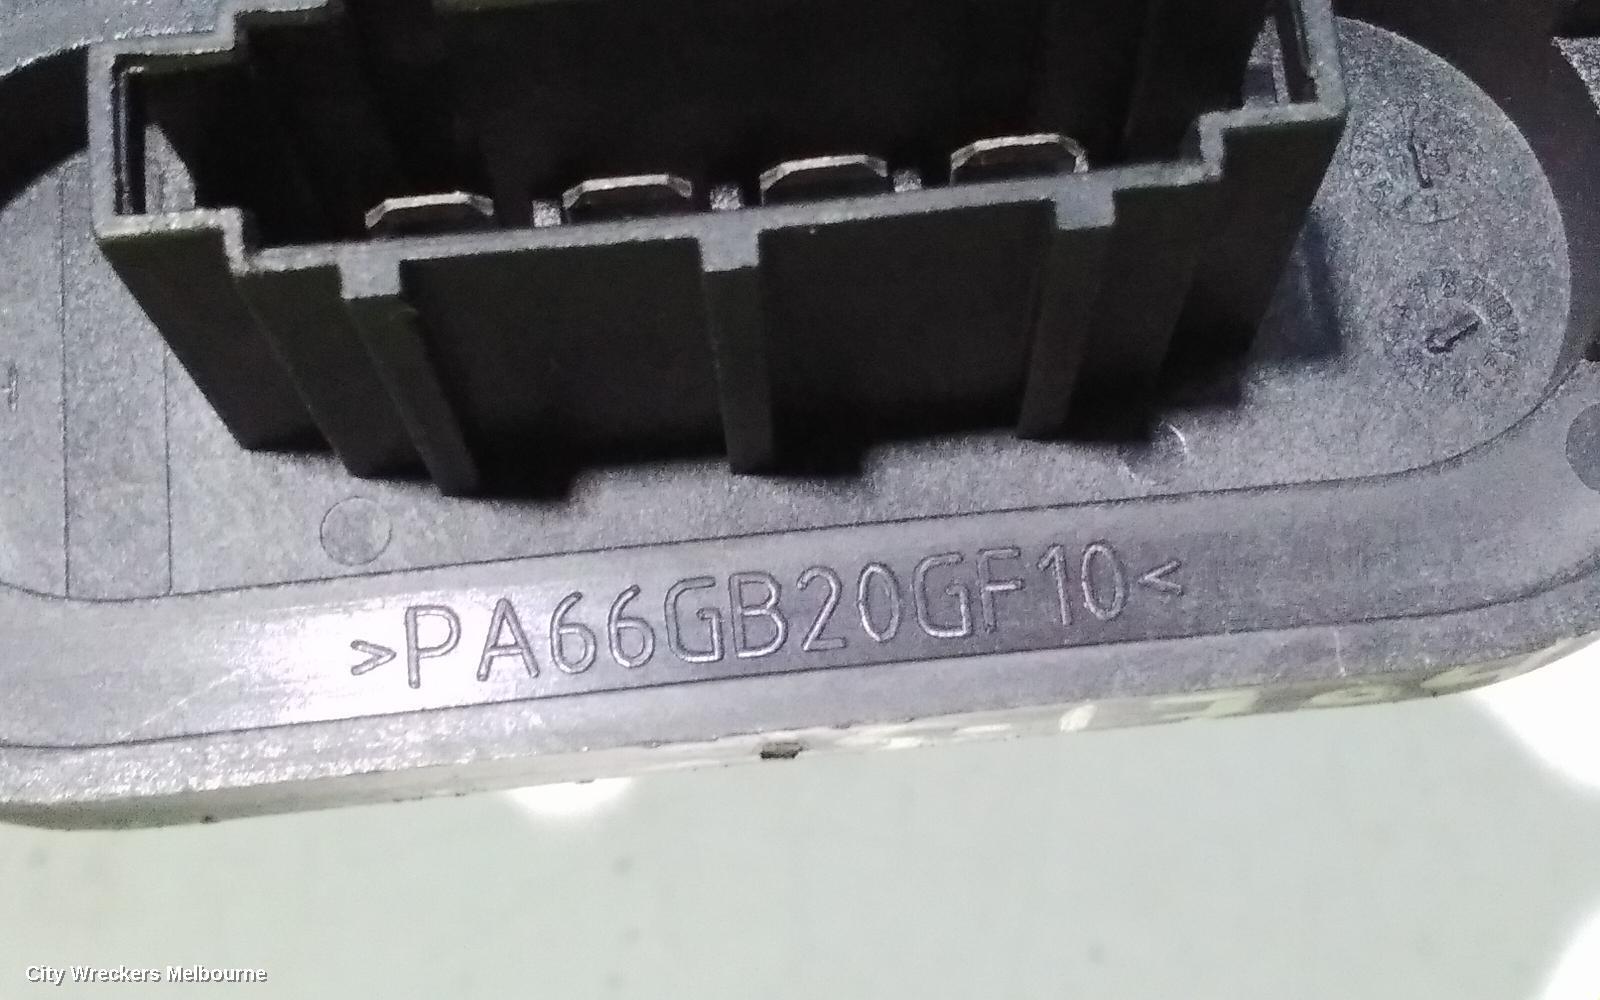 >PA66GB20GF10<
City Wreckers Melbourne